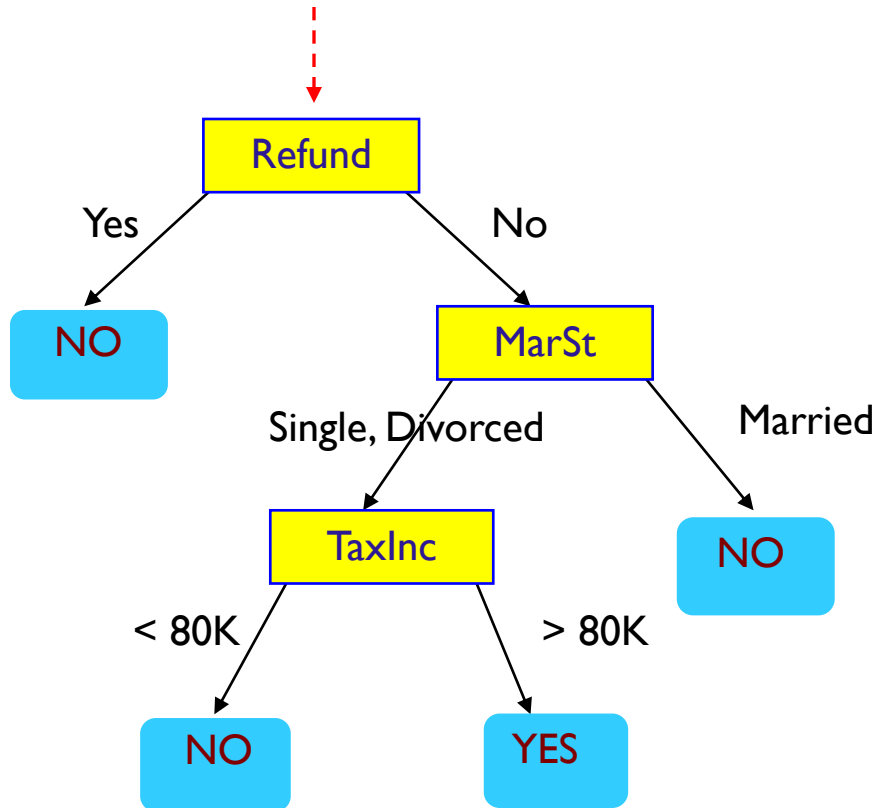 Refund
Yes
No
NO
MarSt
Single, Divorced
Married
TaxInc
NO
< 80K
> 80K
NO
YES